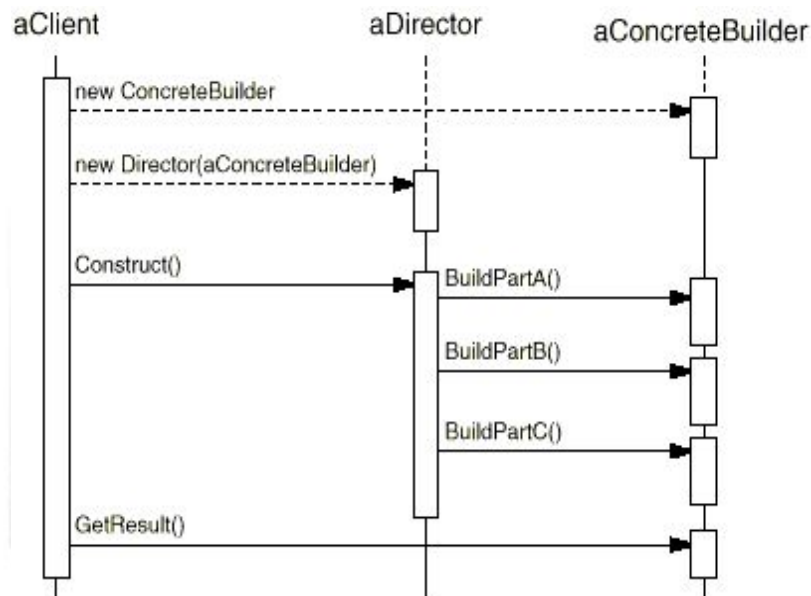 aClient
aDirector
aConcreteBuilder
new ConcreteBuilder
new Director(aConcreteBuilder)
Construct()
BuildPartA()
BuildPartB()
BuildPartC()
GetResult()